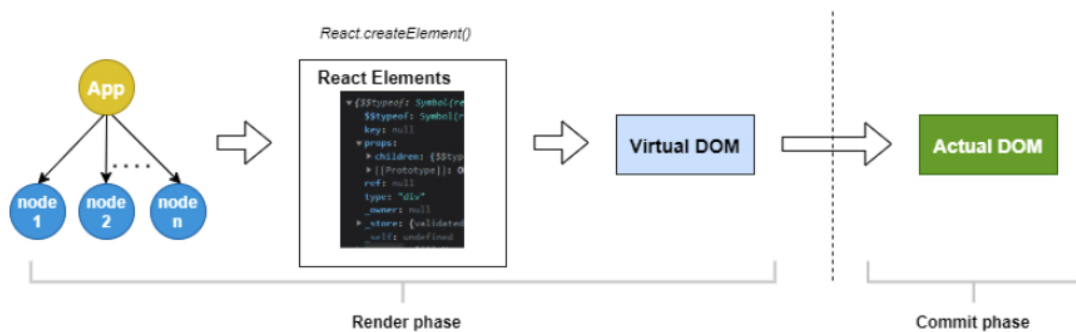 React.createElement()
React Elements
App
node
1
node
2
node
n
{$$typeof: Symbol(re
$$typeof: Symbol(r
key: null
props:
children: {$$typ
[[Prototype]]: O
ref: null
type: "div"
_owner: null
_store: {validated
_self: undefined
Virtual DOM
Actual DOM
Render phase
Commit phase